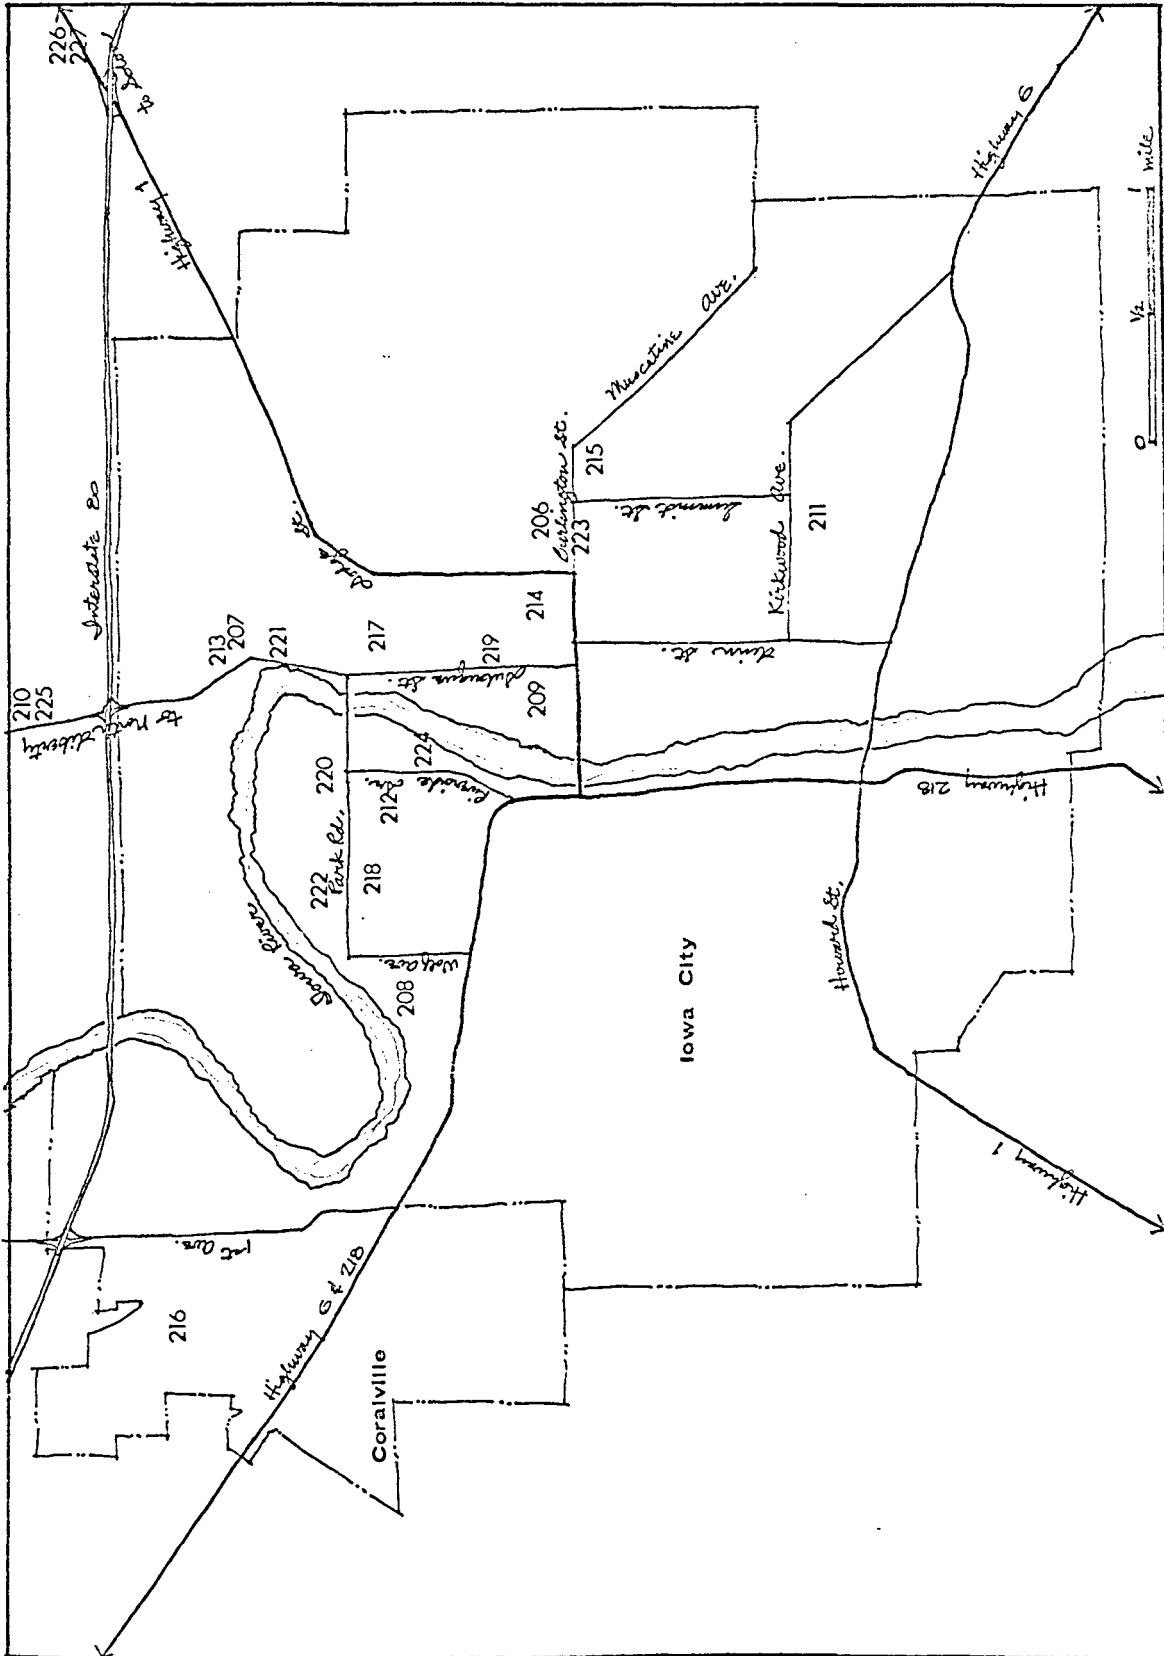 226
227
to Solon
Highway 1
Interstate 80
210
225
to North Liberty
213
207
221
217
219
Dubuque St.
214
209
Dodge St.
206
Burlington St.
223
215
Muscatine Ave.
Summit St.
Kirkwood Ave.
211
Linn St.
Highway 6
0 1/2 1 mile
220
224
212
Riverside Dr.
222
Park Rd.
218
Wolf Ave.
208
Iowa River
Highway 218
Howard St.
Iowa City
Highway 1
1st Ave.
216
Highway 6 & 218
Coralville